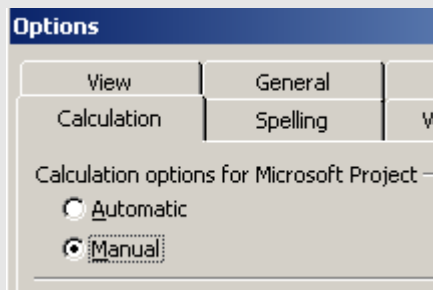 Options
View General
Calculation Spelling
Calculation options for Microsoft Project
Automatic
Manual